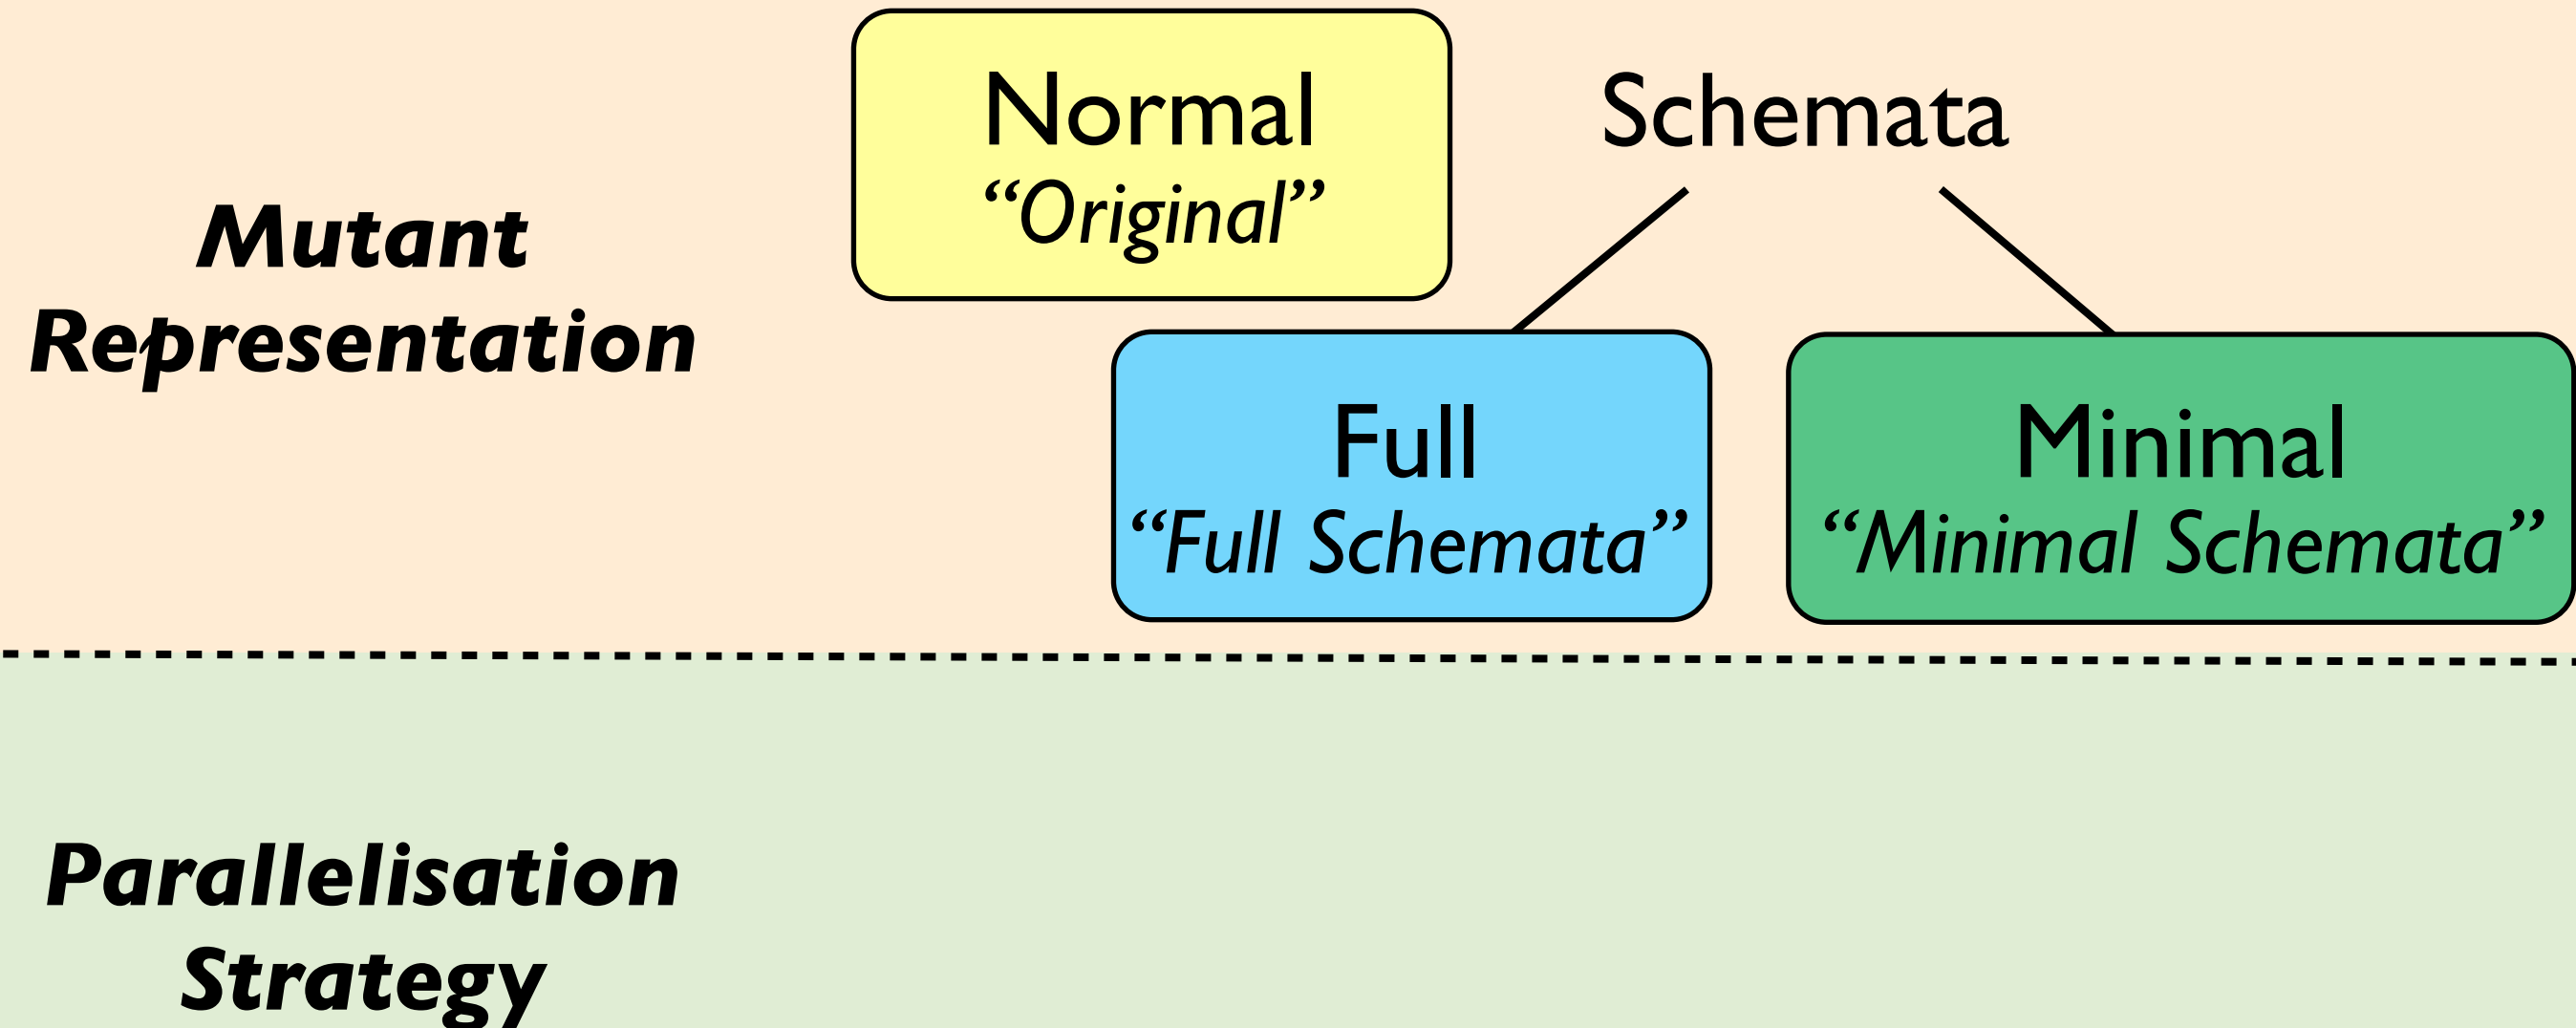 Mutant
Representation
Normal
“Original”
Schemata
Full
“Full Schemata”
Minimal
“Minimal Schemata”
Parallelisation
Strategy